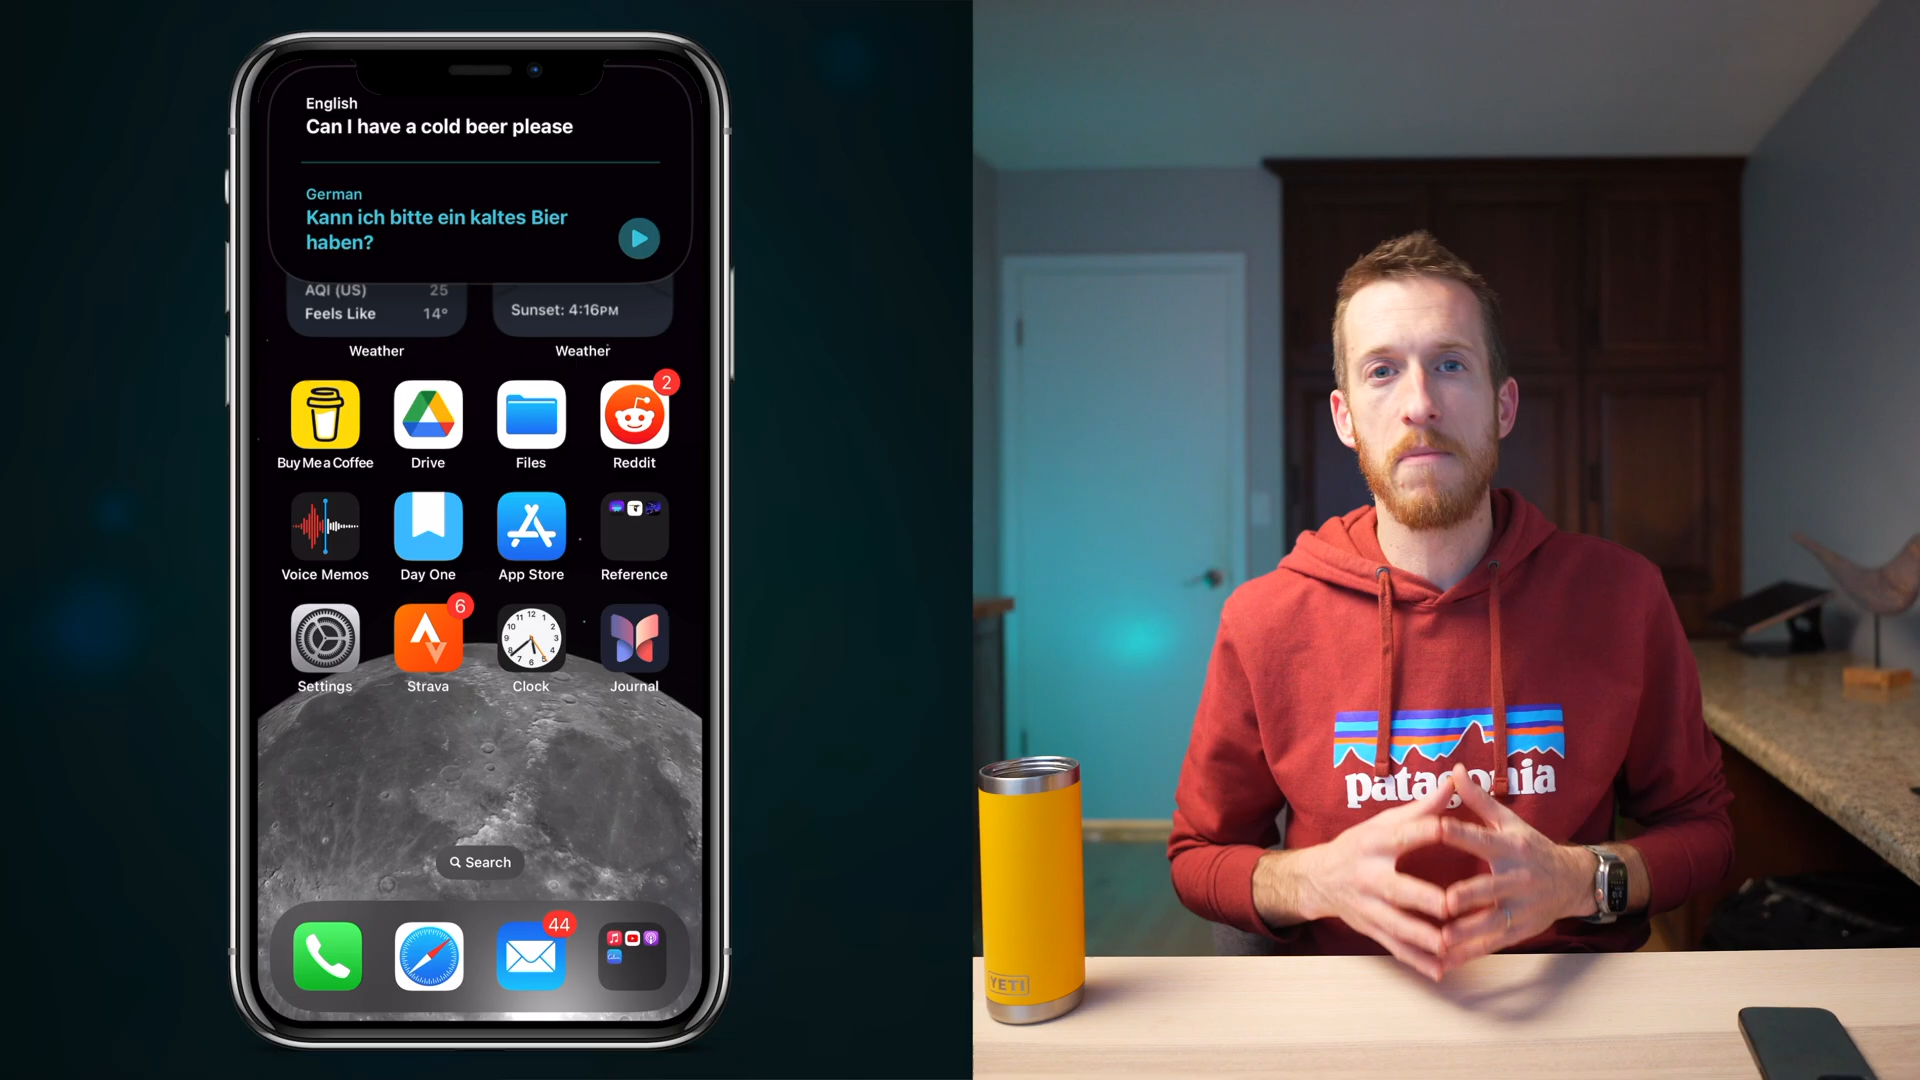 English
Can I have a cold beer please
German
Kann ich bitte ein kaltes Bier
haben?
AQI (US) 25
Feels Like 14°
Sunset: 4:16PM
Weather Weather
2
Buy Me a Coffee Drive Files Reddit
Voice Memos Day One App Store Reference
6
Settings Strava Clock Journal
Search
44
patagonia
YETI